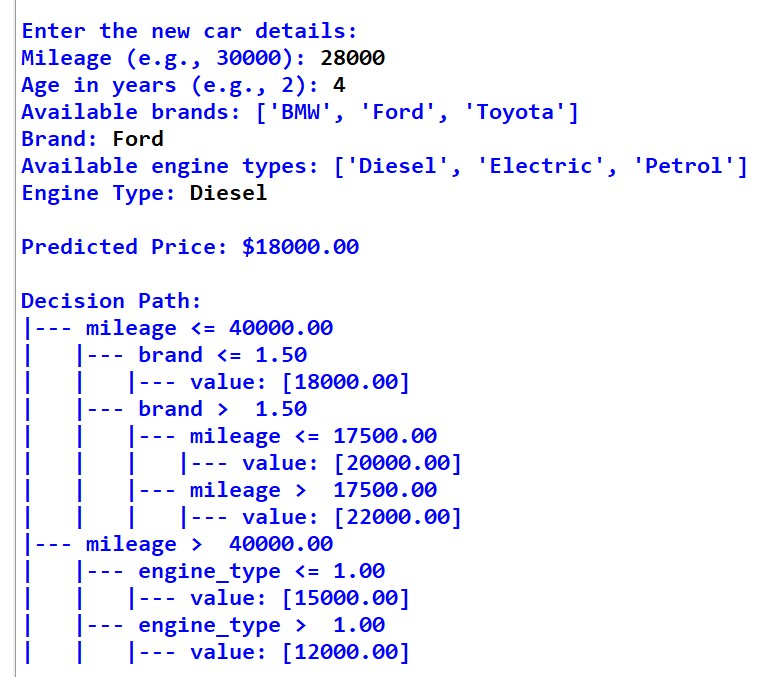 Enter the new car details:
Mileage (e.g., 30000): 28000
Age in years (e.g., 2): 4
Available brands: ['BMW', 'Ford', 'Toyota']
Brand: Ford
Available engine types: ['Diesel', 'Electric', 'Petrol']
Engine Type: Diesel

Predicted Price: $18000.00

Decision Path:
|--- mileage <= 40000.00
|   |--- brand <= 1.50
|   |   |--- value: [18000.00]
|   |--- brand >  1.50
|   |   |--- mileage <= 17500.00
|   |   |   |--- value: [20000.00]
|   |   |--- mileage >  17500.00
|   |   |   |--- value: [22000.00]
|--- mileage >  40000.00
|   |--- engine_type <= 1.00
|   |   |--- value: [15000.00]
|   |--- engine_type >  1.00
|   |   |--- value: [12000.00]